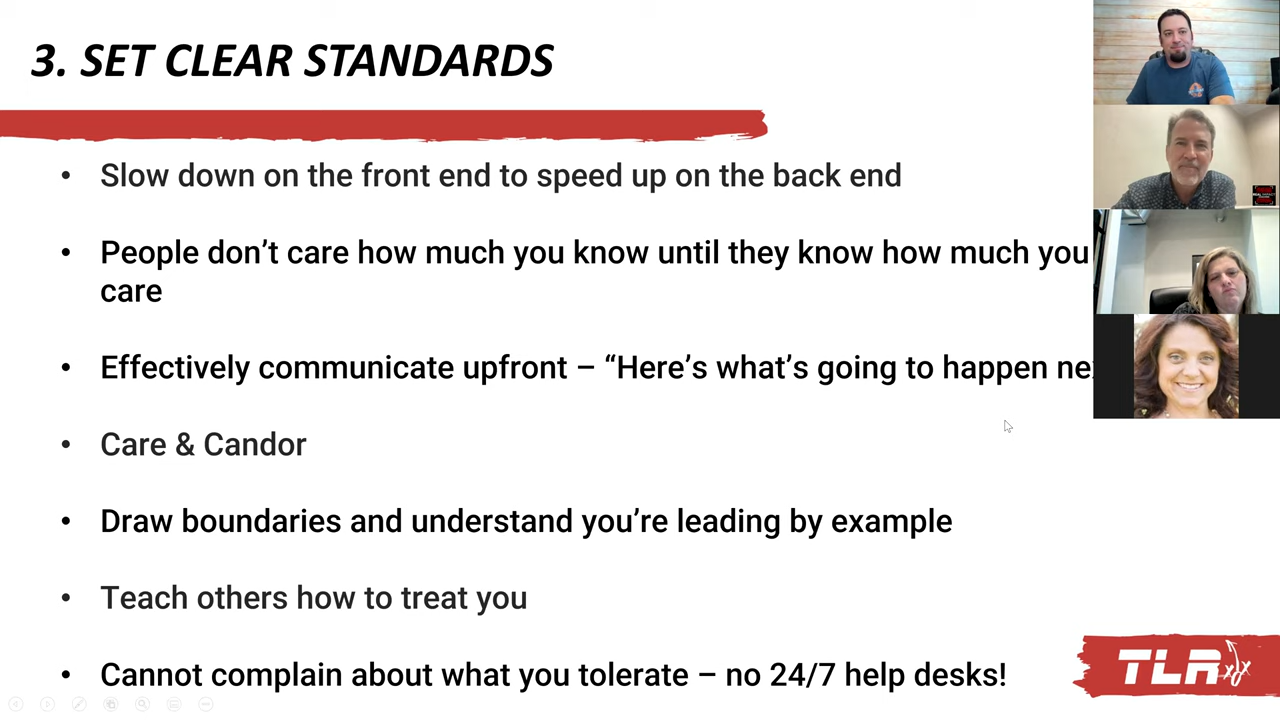 3. SET CLEAR STANDARDS
• Slow down on the front end to speed up on the back end
• People don’t care how much you know until they know how much you
care
• Effectively communicate upfront – “Here’s what’s going to happen
• Care & Candor
• Draw boundaries and understand you’re leading by example
• Teach others how to treat you
• Cannot complain about what you tolerate – no 24/7 help desks!
TLR